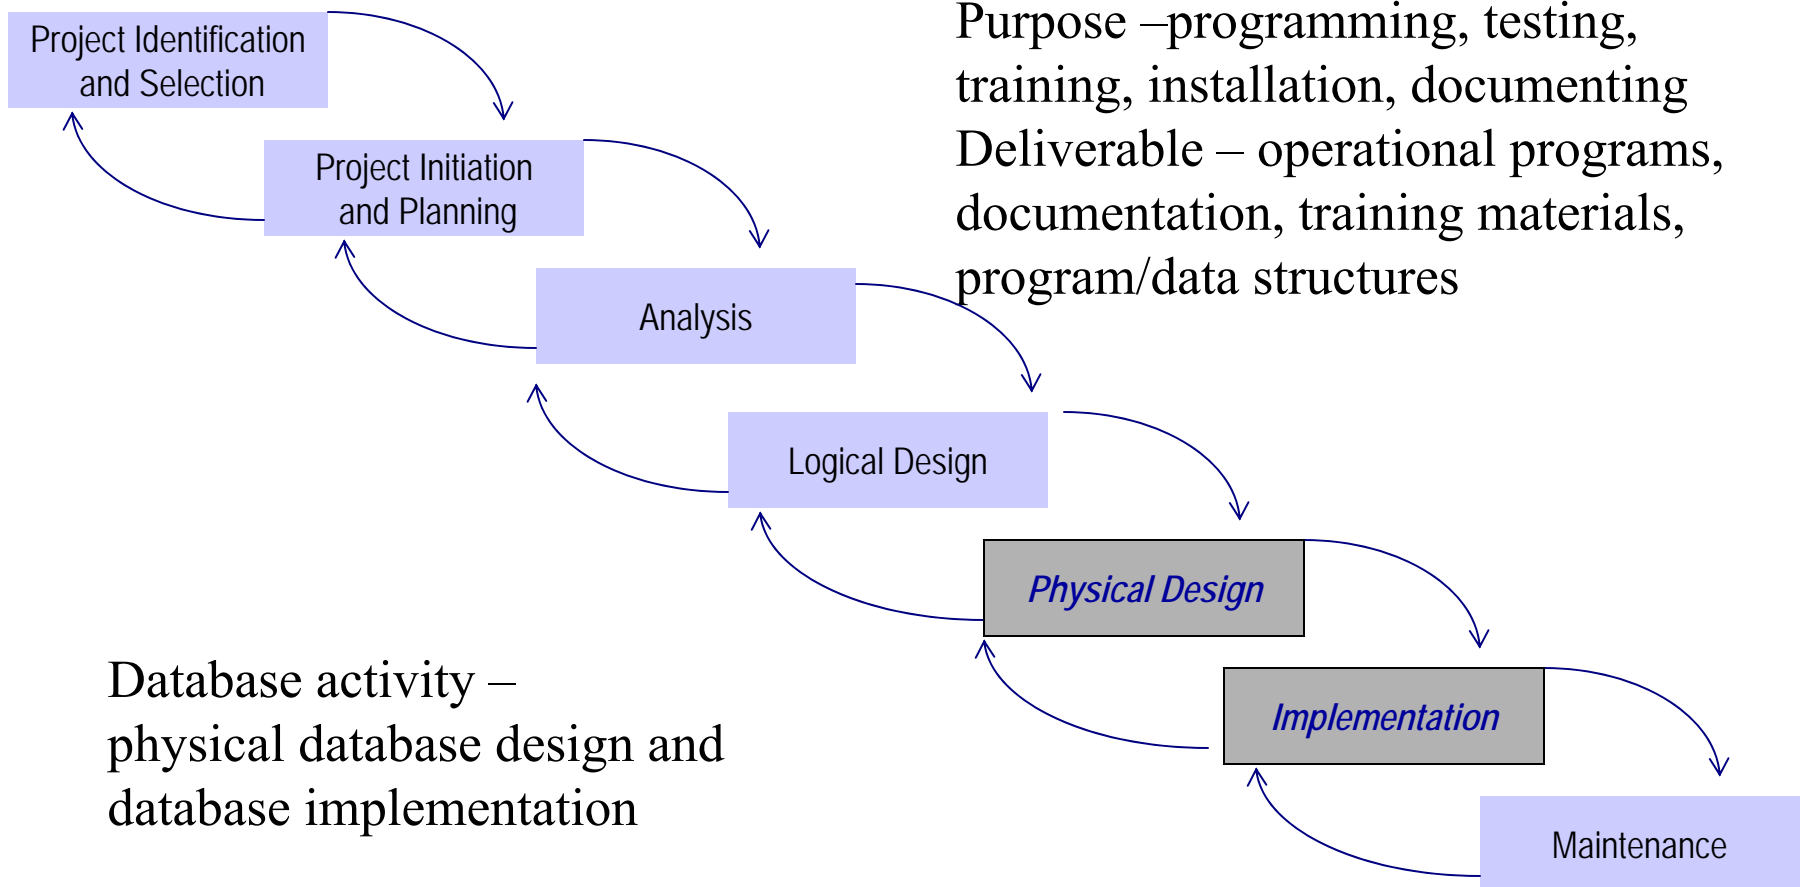 Project Identification
and Selection
Purpose –programming, testing,
training, installation, documenting
Deliverable – operational programs,
documentation, training materials,
program/data structures
Project Initiation
and Planning
Analysis
Logical Design
Physical Design
Implementation
Maintenance
Database activity –
physical database design and
database implementation